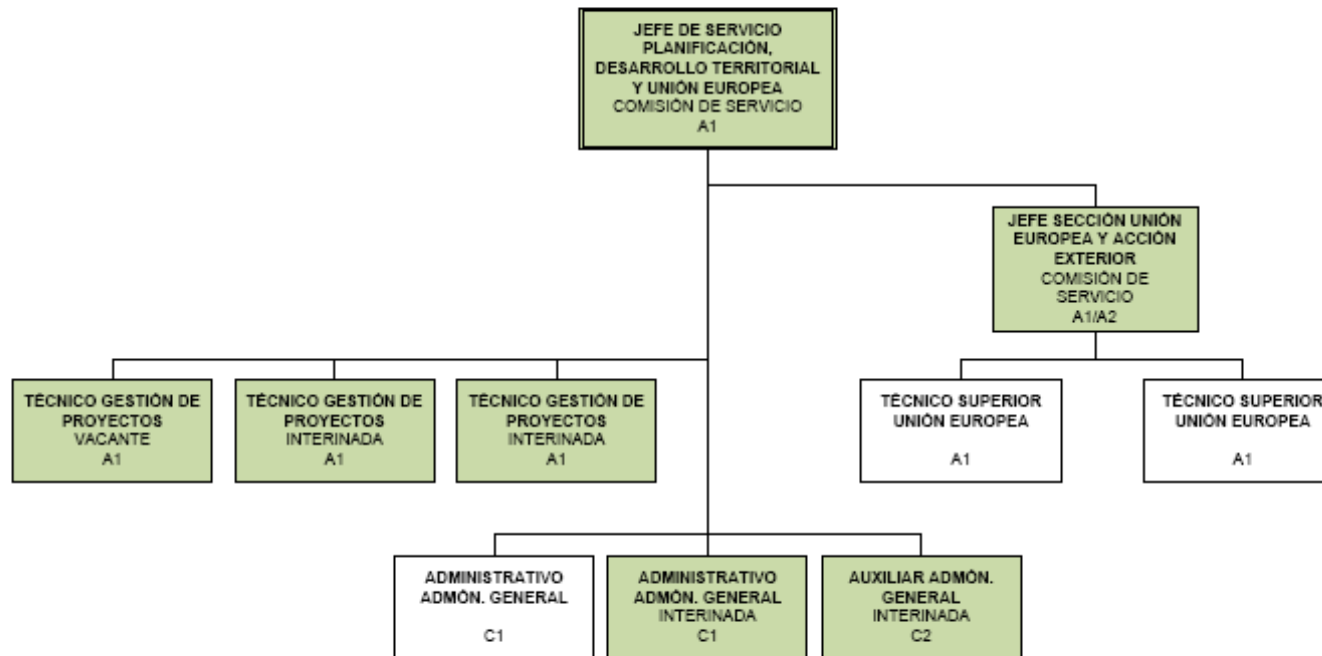 JEFE DE SERVICIO
PLANIFICACIÓN,
DESARROLLO TERRITORIAL
Y UNIÓN EUROPEA
COMISIÓN DE SERVICIO
A1
JEFE SECCIÓN UNIÓN
EUROPEA Y ACCIÓN
EXTERIOR
COMISIÓN DE
SERVICIO
A1/A2
TÉCNICO GESTIÓN DE
PROYECTOS
VACANTE
A1
TÉCNICO GESTIÓN DE
PROYECTOS
INTERINADA
A1
TÉCNICO GESTIÓN DE
PROYECTOS
INTERINADA
A1
TÉCNICO SUPERIOR
UNIÓN EUROPEA
A1
TÉCNICO SUPERIOR
UNIÓN EUROPEA
A1
ADMINISTRATIVO
ADMÓN. GENERAL
C1
ADMINISTRATIVO
ADMÓN. GENERAL
INTERINADA
C1
AUXILIAR ADMÓN.
GENERAL
INTERINADA
C2